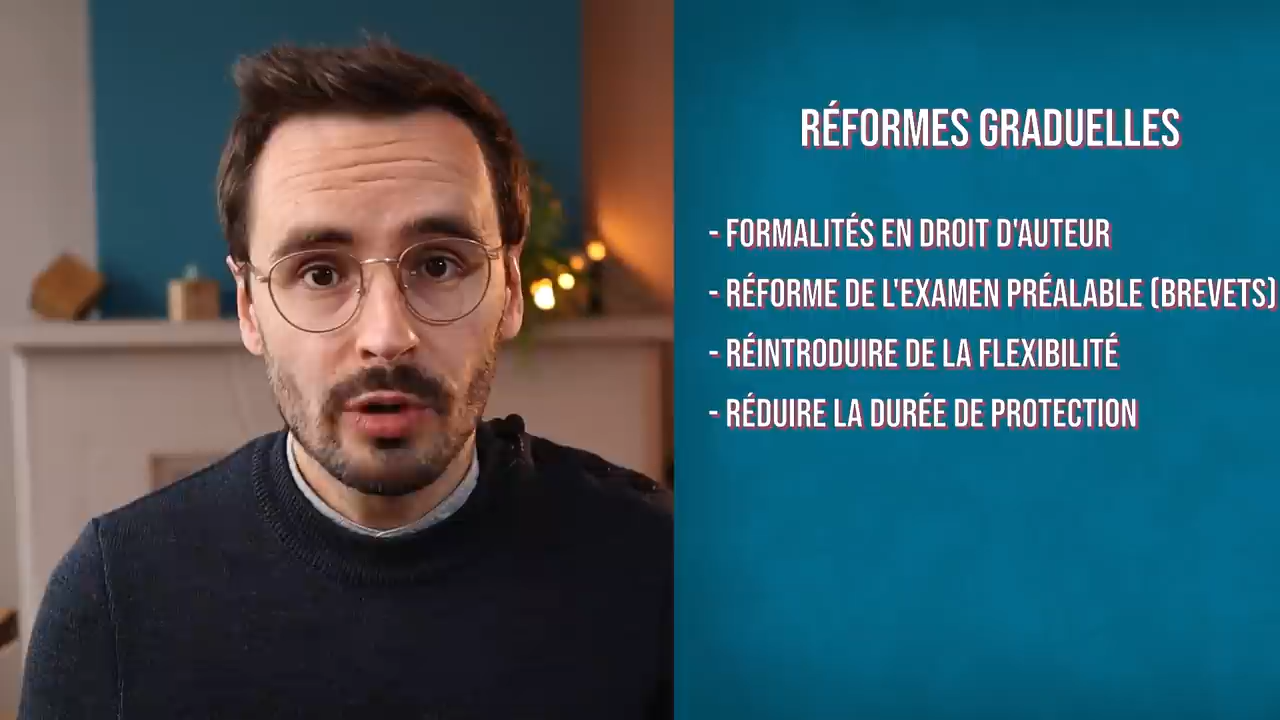 RÉFORMES GRADUELLES
- FORMALITÉS EN DROIT D'AUTEUR
- RÉFORME DE L'EXAMEN PRÉALABLE (BREVETS)
- RÉINTRODUIRE DE LA FLEXIBILITÉ
- RÉDUIRE LA DURÉE DE PROTECTION